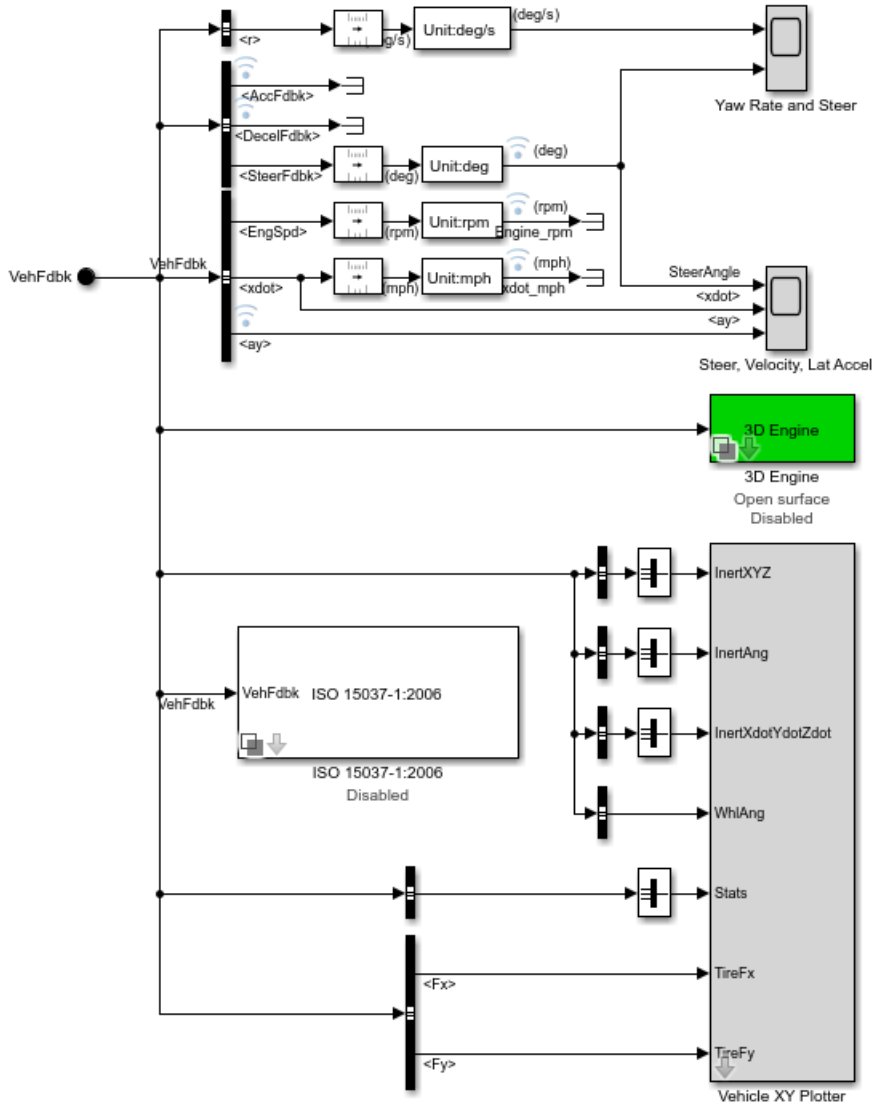 (deg/s)
Unit:deg/s
<r>
g/s)
<AccFdbk>
Yaw Rate and Steer
<DecelFdbk>
(deg)
Unit:deg
<SteerFdbk>
(deg)
(rpm)
Unit:rpm
<EngSpd>
(rpm)
Engine_rpm
VehFdbk
VehFdbk
(mph)
Unit:mph
<xdot>
(mph)
xdot_mph
SteerAngle
<xdot>
<ay>
<ay>
Steer, Velocity, Lat Accel
3D Engine
3D Engine
Open surface
Disabled
InertXYZ
InertAng
VehFdbk
VehFdbk
ISO 15037-1:2006
InertXdotYdotZdot
ISO 15037-1:2006
Disabled
WhlAng
Stats
TireFx
<Fx>
TireFy
<Fy>
Vehicle XY Plotter